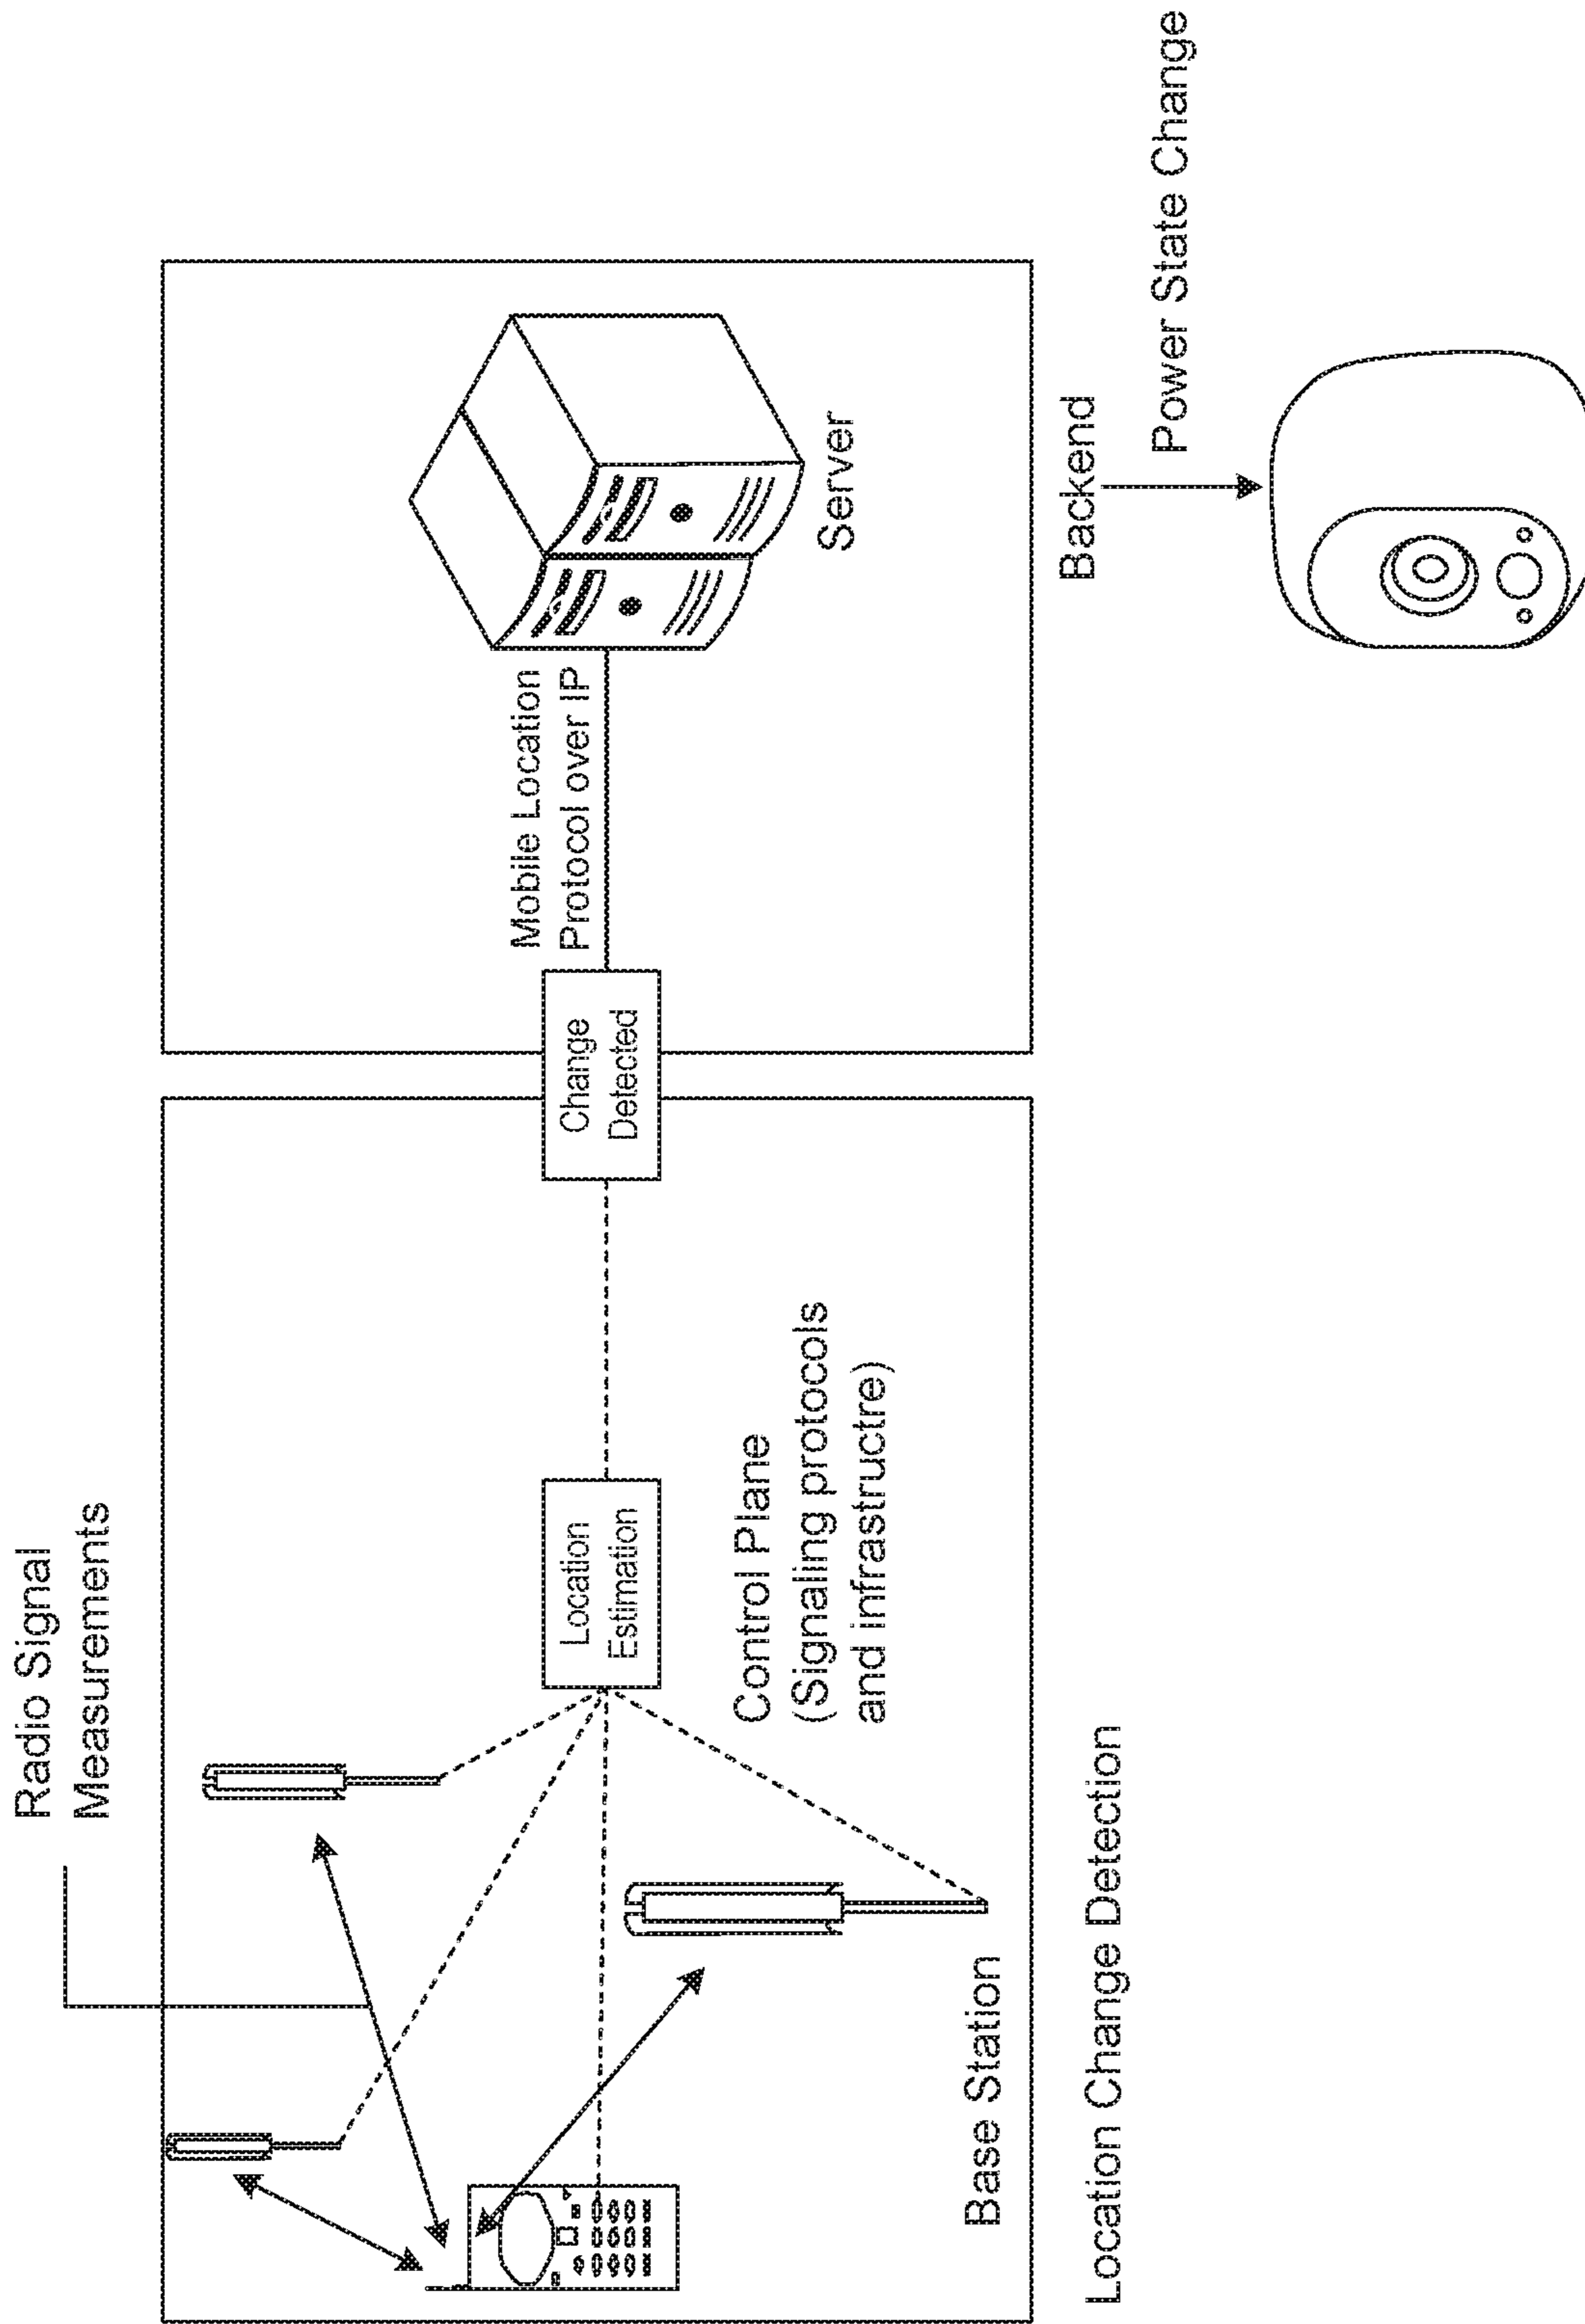 Radio Signal
Measurements
Location
Estimation
Change
Detected
Mobile Location
Protocol over IP
Server
Control Plane
(Signaling protocols
and infrastructre)
Base Station
Location Change Detection
Backend
Power State Change